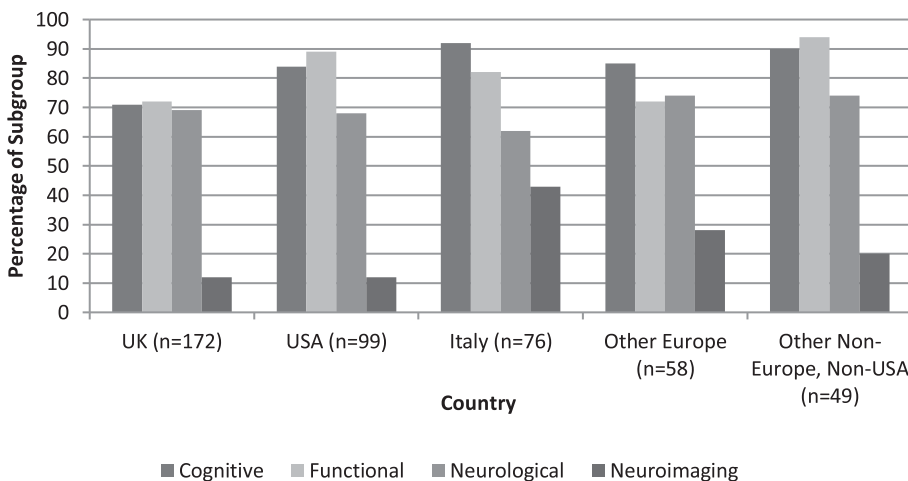 Percentage of Subgroup
100
90
80
70
60
50
40
30
20
10
0
UK (n=172)
USA (n=99)
Italy (n=76)
Other Europe
(n=58)
Other Non-
Europe, Non-USA
(n=49)
Country
Cognitive
Functional
Neurological
Neuroimaging